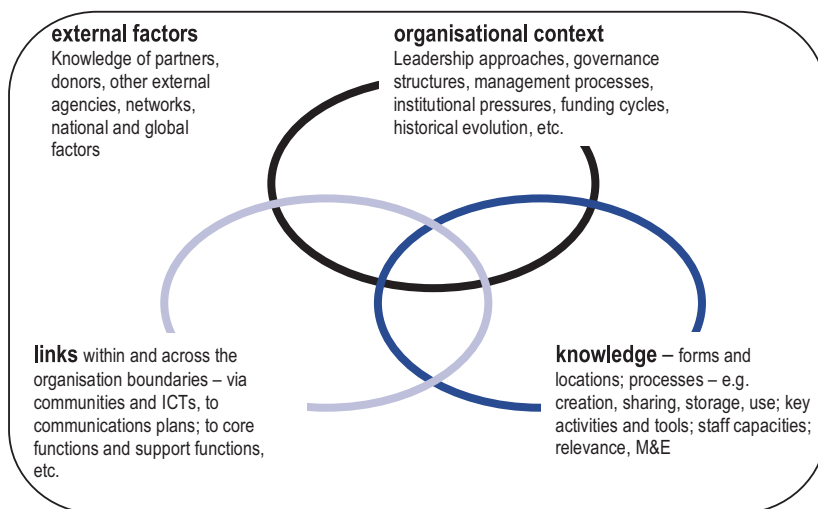 external factors
Knowledge of partners,
donors, other external
agencies, networks,
national and global
factors
organisational context
Leadership approaches, governance
structures, management processes,
institutional pressures, funding cycles,
historical evolution, etc.
links within and across the
organisation boundaries – via
communities and ICTs, to
communications plans; to core
functions and support functions,
etc.
knowledge – forms and
locations; processes – e.g.
creation, sharing, storage, use; key
activities and tools; staff capacities;
relevance, M&E